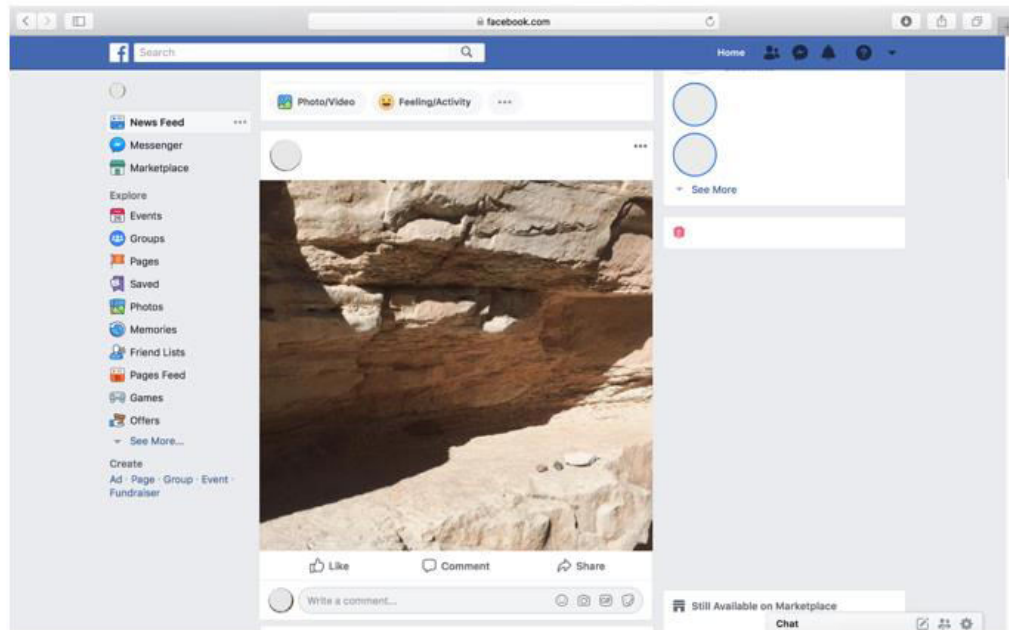 facebook.com
f Search Home
Photo/Video Feeling/Activity
News Feed
Messenger
Marketplace
Explore
Events
Groups
Pages
Saved
Photos
Memories
Friend Lists
Pages Feed
Games
Offers
See More...
Create
Ad · Page · Group · Event ·
Fundraiser
Like Comment Share
Write a comment...
GIF
See More
Still Available on Marketplace
Chat